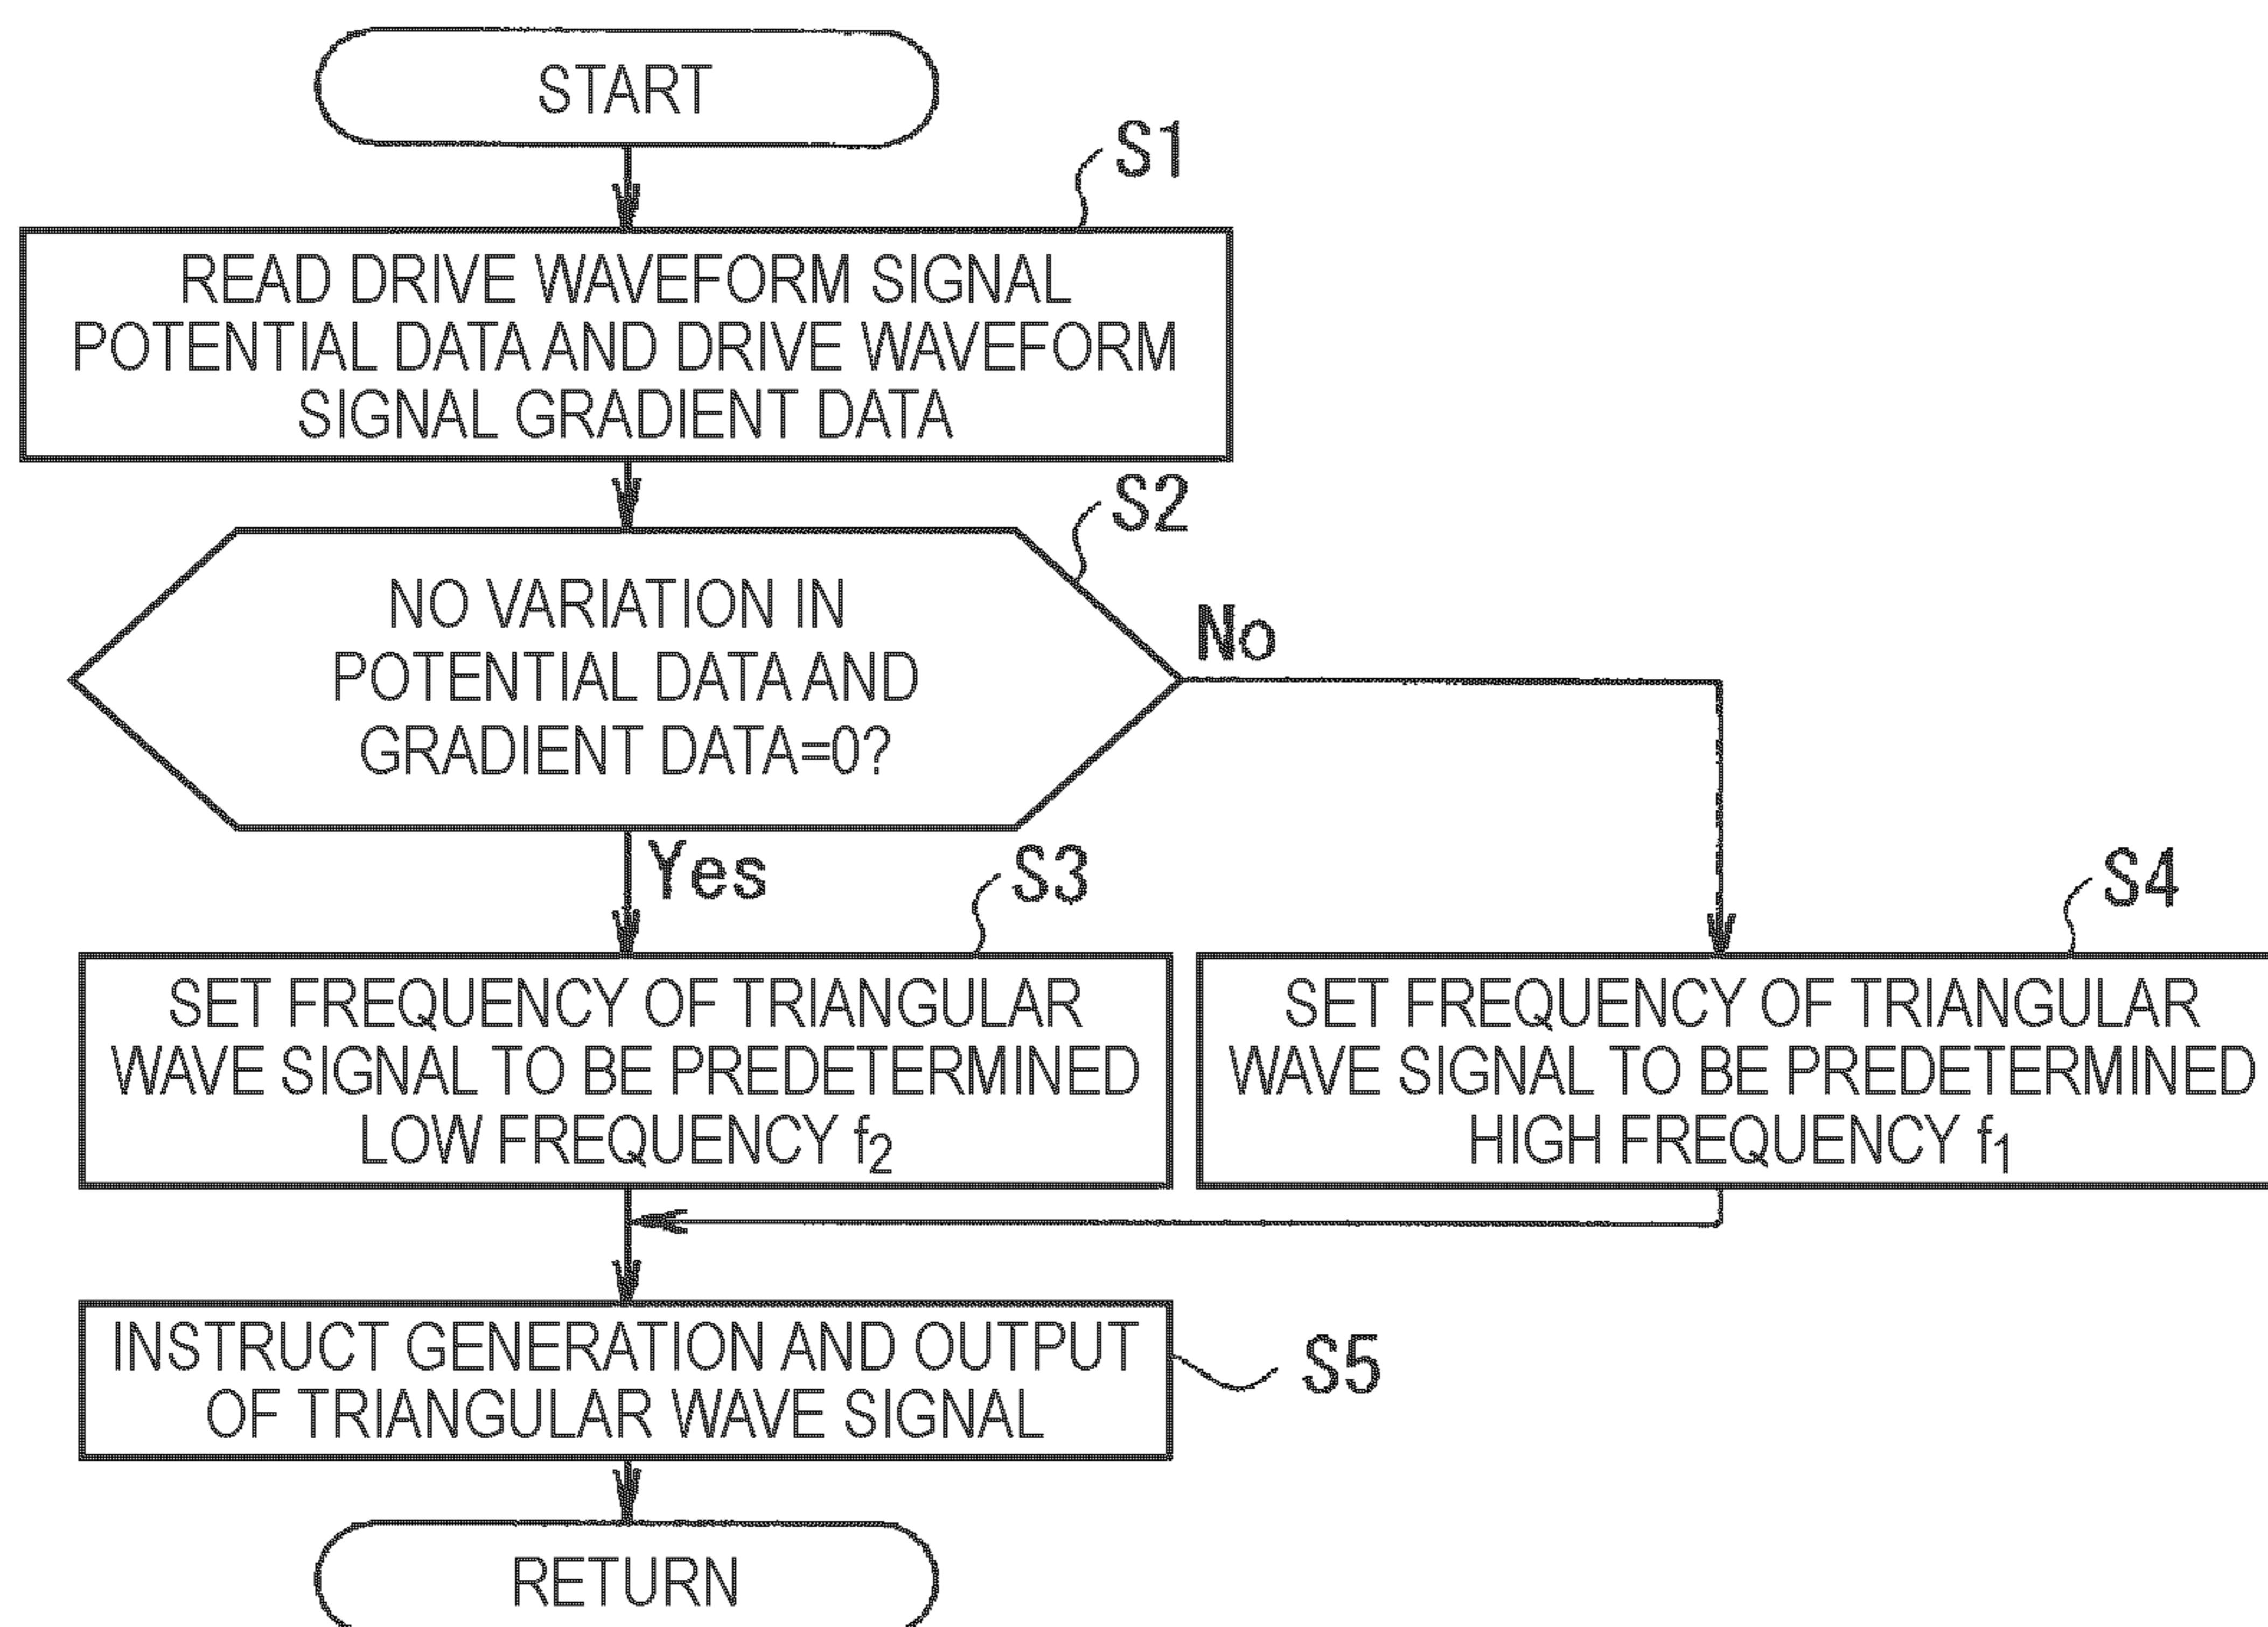 START
S1
READ DRIVE WAVEFORM SIGNAL
POTENTIAL DATA AND DRIVE WAVEFORM
SIGNAL GRADIENT DATA
S2
NO VARIATION IN
POTENTIAL DATA AND
GRADIENT DATA=0?
No
Yes
S3
SET FREQUENCY OF TRIANGULAR
WAVE SIGNAL TO BE PREDETERMINED
LOW FREQUENCY f₂
S4
SET FREQUENCY OF TRIANGULAR
WAVE SIGNAL TO BE PREDETERMINED
HIGH FREQUENCY f₁
INSTRUCT GENERATION AND OUTPUT
OF TRIANGULAR WAVE SIGNAL
S5
RETURN